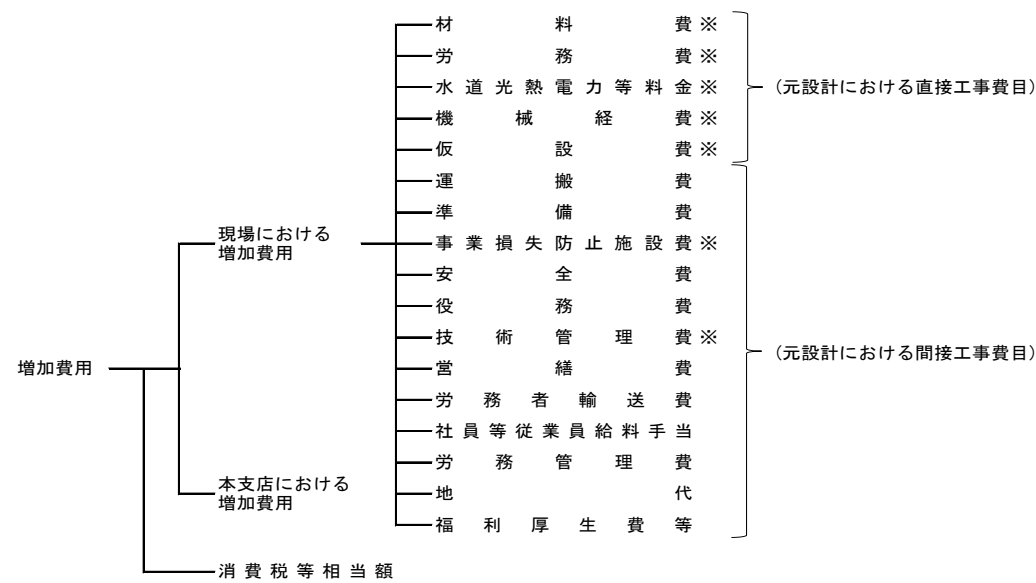 材料費※
労務費※
水道光熱電力等料金※
機械経費※
仮設費※
(元設計における直接工事費目)
運搬費
準備費
事業損失防止施設費※
安全費
役務費
技術管理費※
営繕費
労務者輸送費
社員等従業員給料手当
労務管理費
地代
福利厚生費等
(元設計における間接工事費目)
現場における
増加費用
増加費用
本支店における
増加費用
消費税等相当額